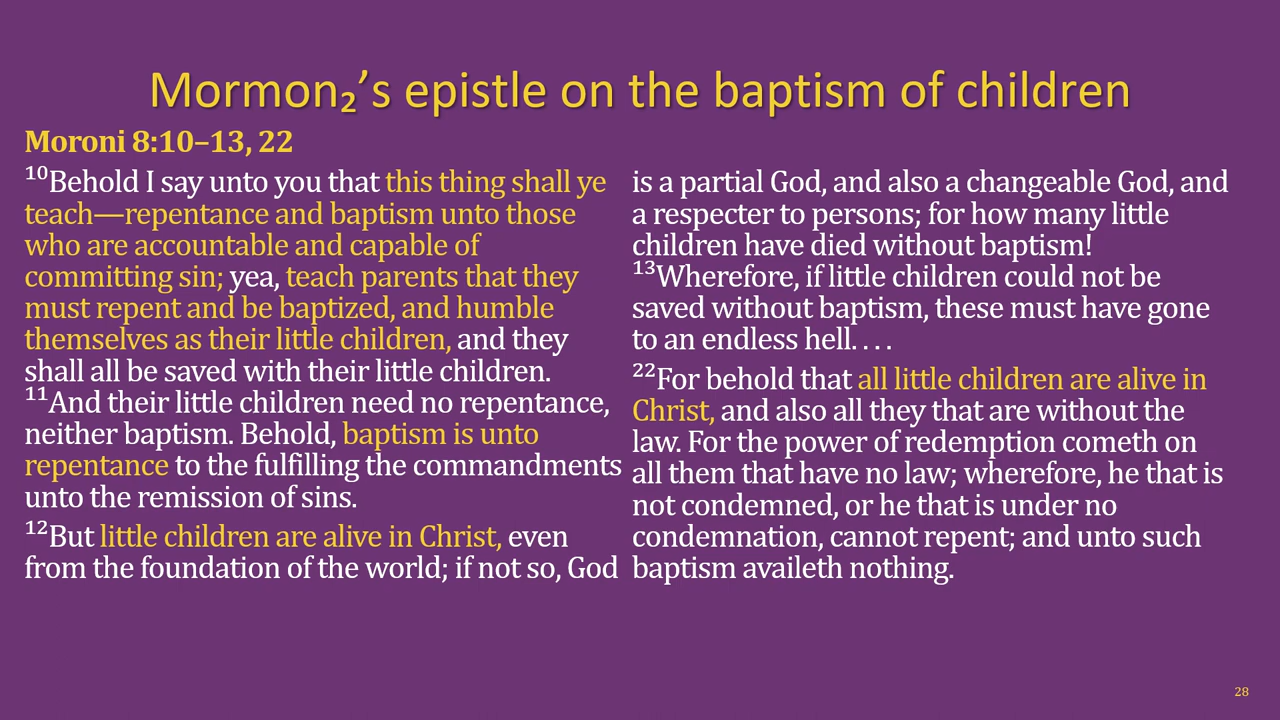 Mormon₂’s epistle on the baptism of children
Moroni 8:10–13, 22
¹⁰Behold I say unto you that this thing shall ye
teach—repentance and baptism unto those
who are accountable and capable of
committing sin; yea, teach parents that they
must repent and be baptized, and humble
themselves as their little children, and they
shall all be saved with their little children.
¹¹And their little children need no repentance,
neither baptism. Behold, baptism is unto
repentance to the fulfilling the commandments
unto the remission of sins.
¹²But little children are alive in Christ, even
from the foundation of the world; if not so, God
is a partial God, and also a changeable God, and
a respecter to persons; for how many little
children have died without baptism!
¹³Wherefore, if little children could not be
saved without baptism, these must have gone
to an endless hell. . . .
²²For behold that all little children are alive in
Christ, and also all they that are without the
law. For the power of redemption cometh on
all them that have no law; wherefore, he that is
not condemned, or he that is under no
condemnation, cannot repent; and unto such
baptism availeth nothing.
28